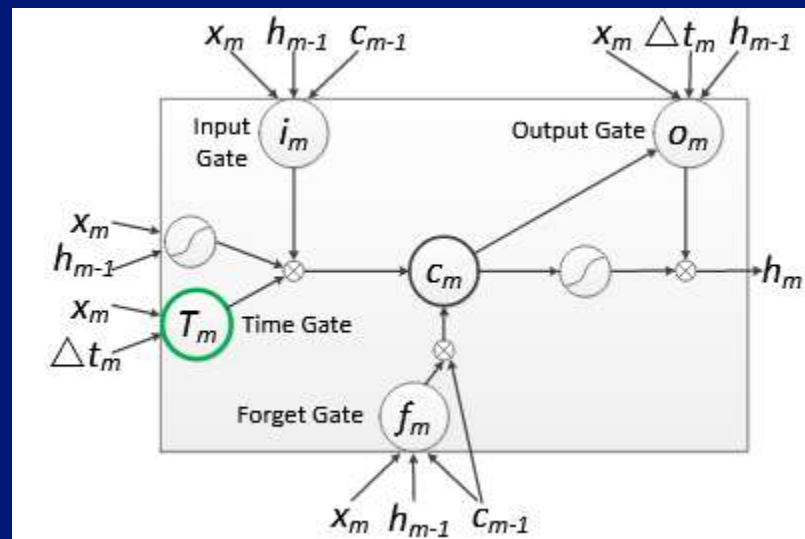 xₘ hₘ₋₁ cₘ₋₁
xₘ △tₘ hₘ₋₁
Input
Gate
iₘ
Output Gate
oₘ
xₘ
hₘ₋₁
cₘ
hₘ
xₘ
△tₘ
Tₘ
Time Gate
Forget Gate
fₘ
xₘ hₘ₋₁ cₘ₋₁